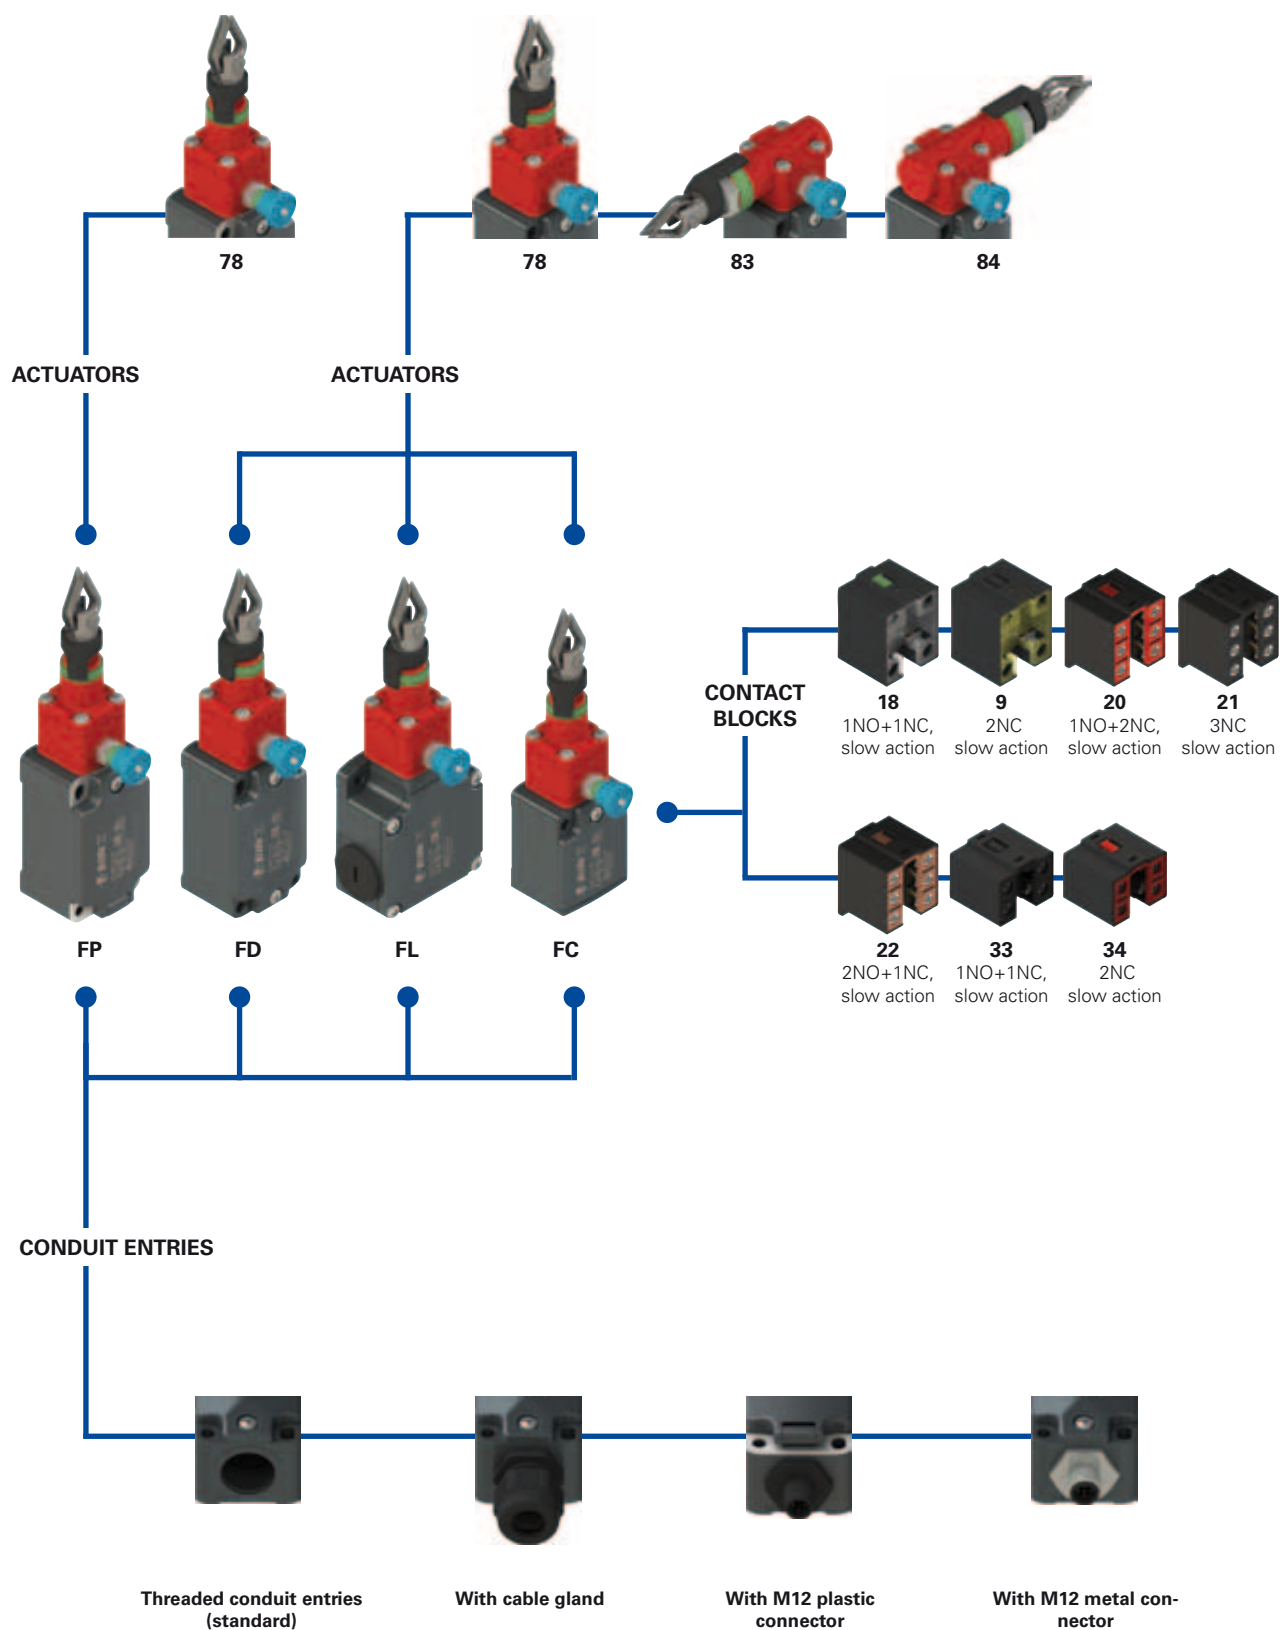 78
78
83
84
ACTUATORS
ACTUATORS
CONTACT
BLOCKS
18
1NO+1NC,
slow action
9
2NC
slow action
20
1NO+2NC,
slow action
21
3NC
slow action
22
2NO+1NC,
slow action
33
1NO+1NC,
slow action
34
2NC
slow action
FP
FD
FL
FC
CONDUIT ENTRIES
Threaded conduit entries
(standard)
With cable gland
With M12 plastic
connector
With M12 metal con-
nector